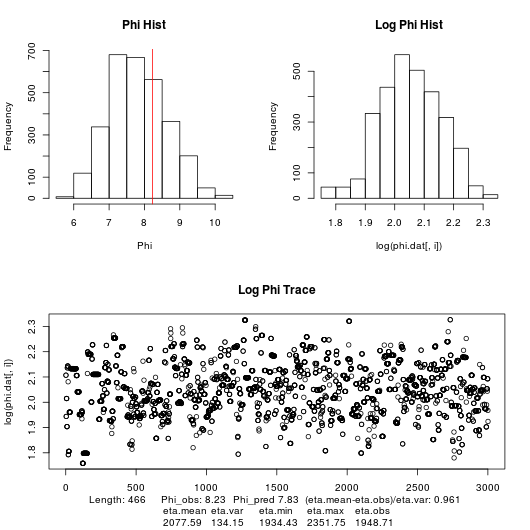 Phi Hist
Log Phi Hist
Frequency
0 100 300 500 700
6 7 8 9 10
Phi
Frequency
0 100 300 500
1.8 1.9 2.0 2.1 2.2 2.3
log(phi.dat[, i])
Log Phi Trace
log(phi.dat[, i])
1.8 1.9 2.0 2.1 2.2 2.3
0 500 1000 1500 2000 2500 3000
Length: 466 Phi_obs: 8.23 Phi_pred 7.83 (eta.mean-eta.obs)/eta.var: 0.961
eta.mean eta.var eta.min eta.max eta.obs
2077.59 134.15 1934.43 2351.75 1948.71